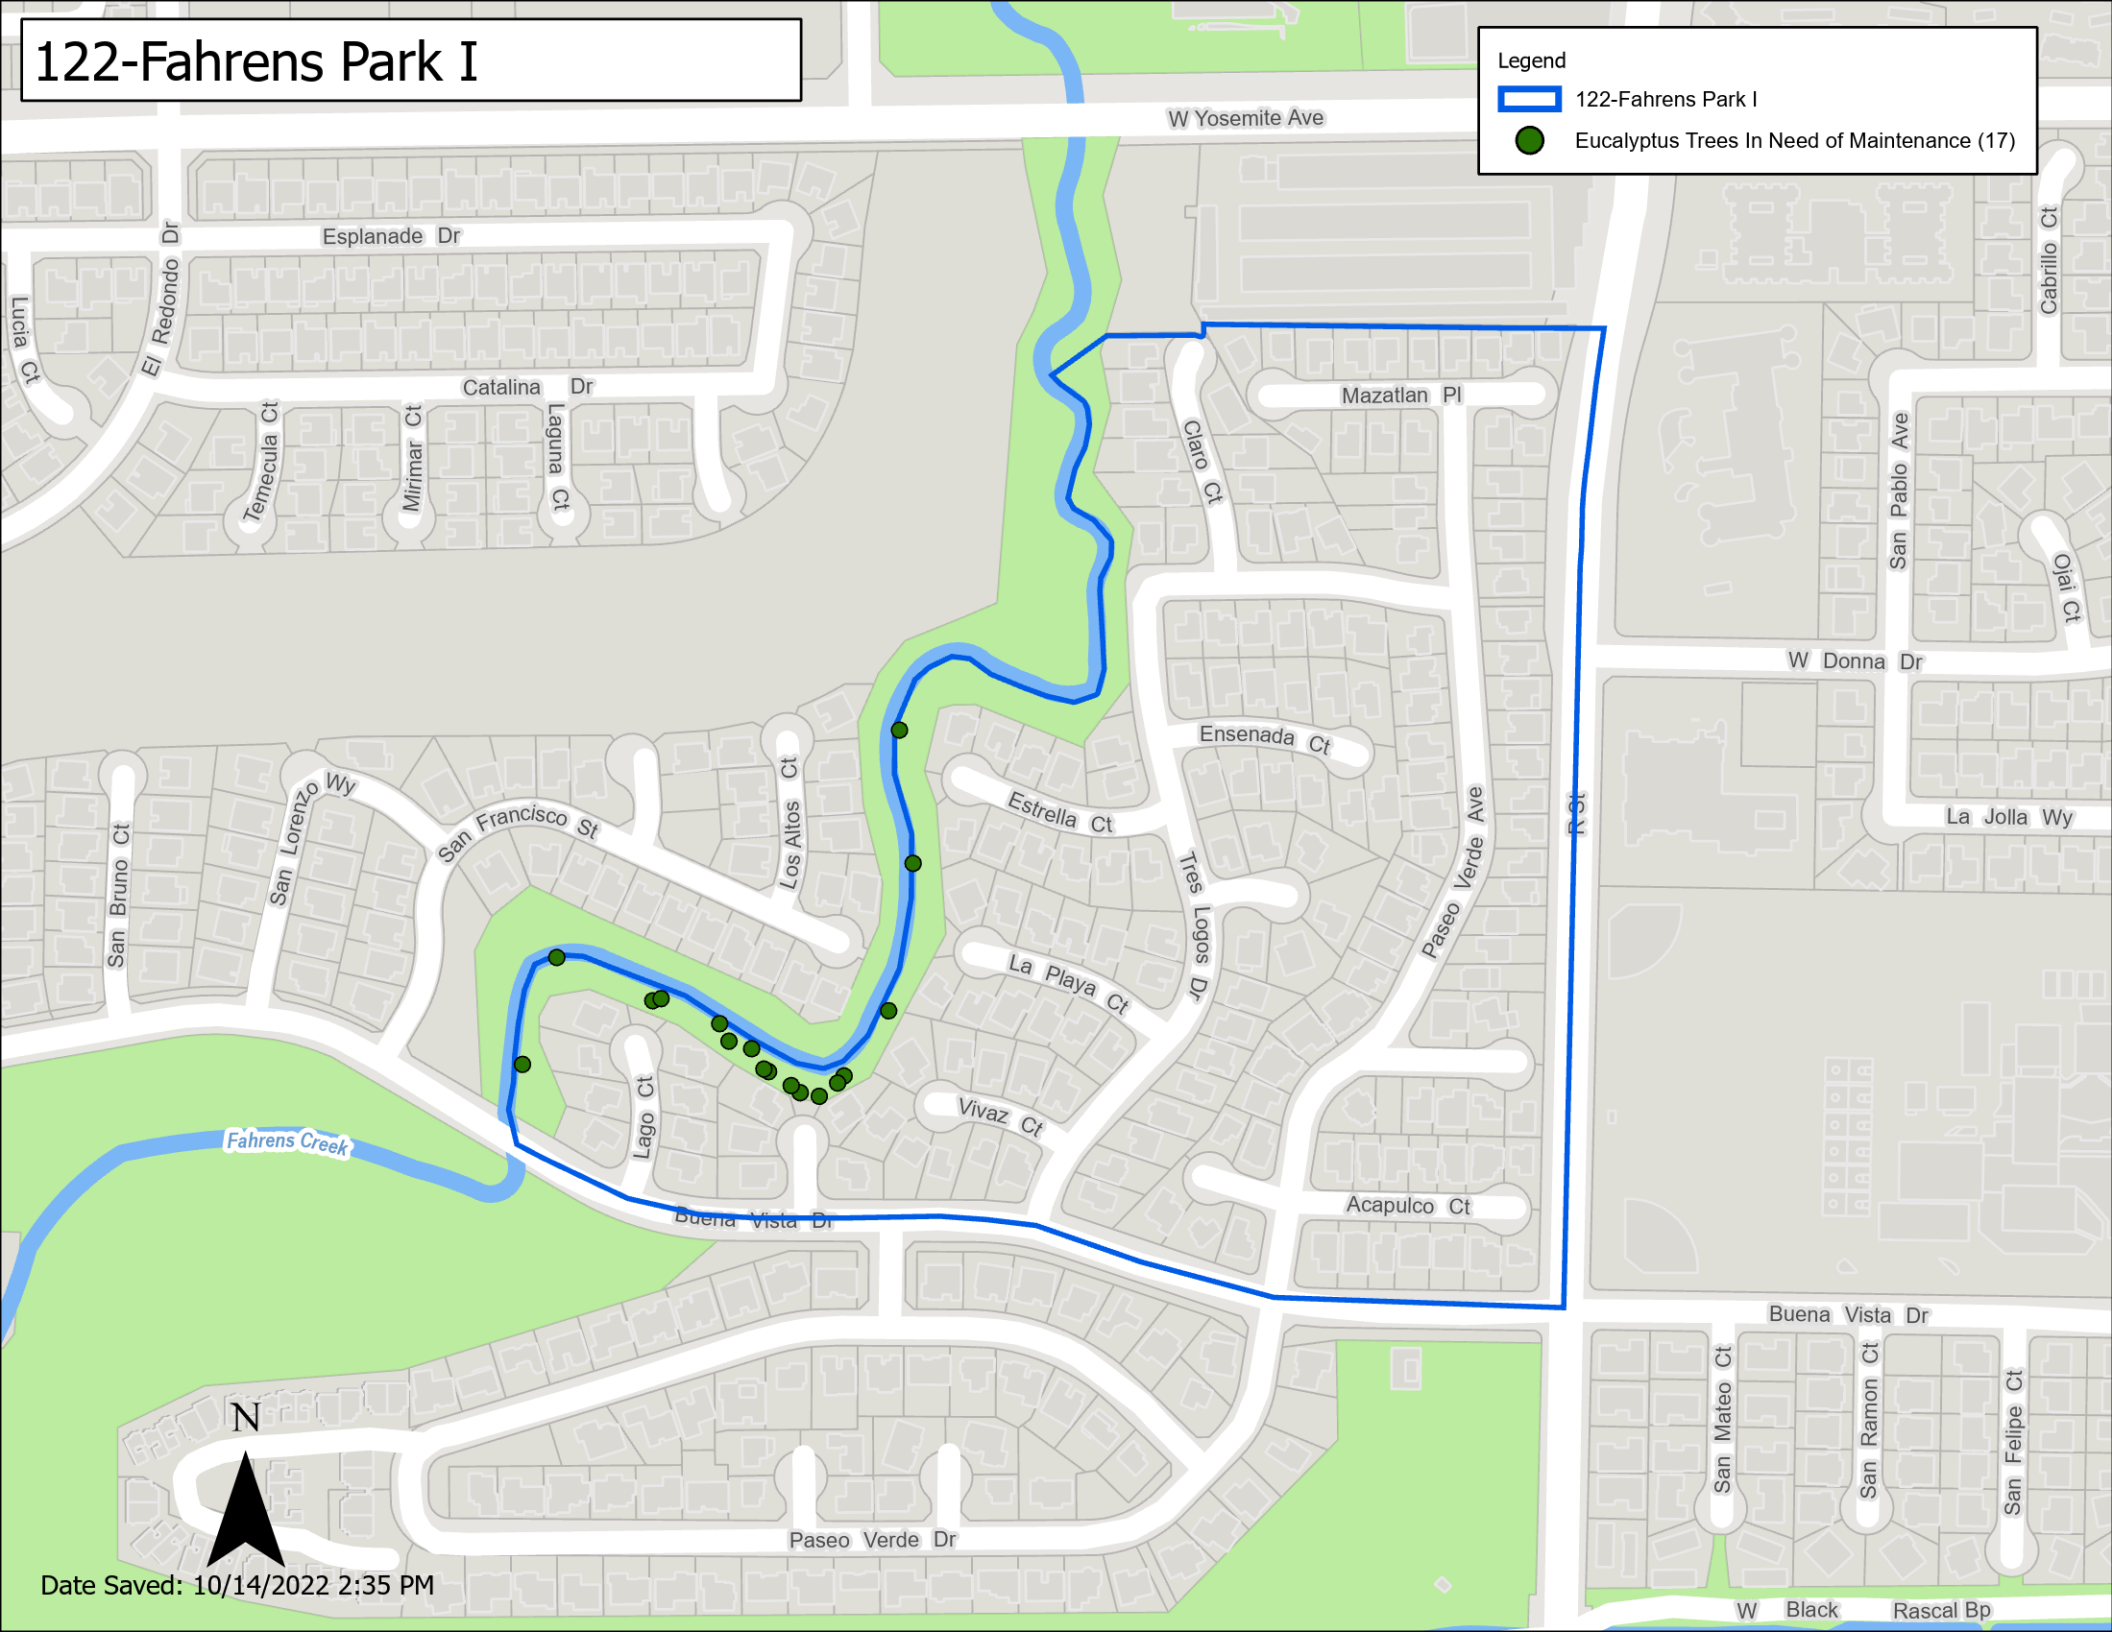 122-Fahrens Park I
Legend
122-Fahrens Park I
Eucalyptus Trees In Need of Maintenance (17)
W Yosemite Ave
Esplanade Dr
El Redondo Dr
Lucia Ct
Catalina Dr
Temecula Ct
Mirimar Ct
Laguna Ct
Claro Ct
Mazatlan Pl
Cabrillo Ct
San Pablo Ave
Ojai Ct
W Donna Dr
Ensenada Ct
Estrella Ct
Paseo Verde Ave
R St
La Jolla Wy
San Bruno Ct
San Lorenzo Wy
San Francisco St
Los Altos Ct
Tres Logos Dr
La Playa Ct
Vivaz Ct
Lago Ct
Fahrens Creek
Buena Vista Dr
Acapulco Ct
Buena Vista Dr
San Mateo Ct
San Ramon Ct
San Felipe Ct
N
Paseo Verde Dr
Date Saved: 10/14/2022 2:35 PM
W Black Rascal Bp